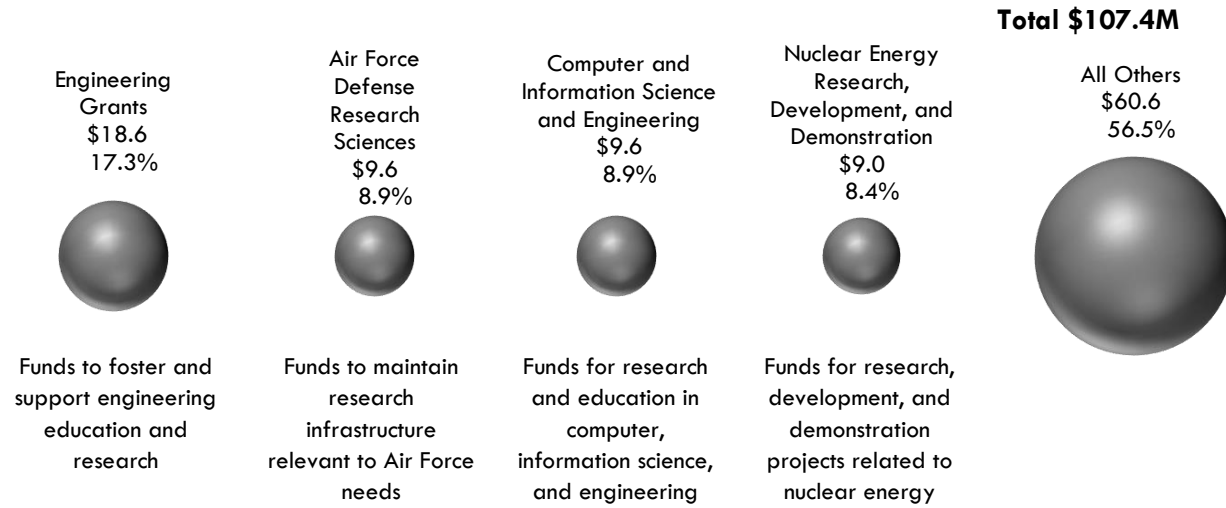 Total $107.4M
Engineering
Grants
$18.6
17.3%
Air Force
Defense
Research
Sciences
$9.6
8.9%
Computer and
Information Science
and Engineering
$9.6
8.9%
Nuclear Energy
Research,
Development, and
Demonstration
$9.0
8.4%
All Others
$60.6
56.5%
Funds to foster and
support engineering
education and
research
Funds to maintain
research
infrastructure
relevant to Air Force
needs
Funds for research
and education in
computer,
information science,
and engineering
Funds for research,
development, and
demonstration
projects related to
nuclear energy